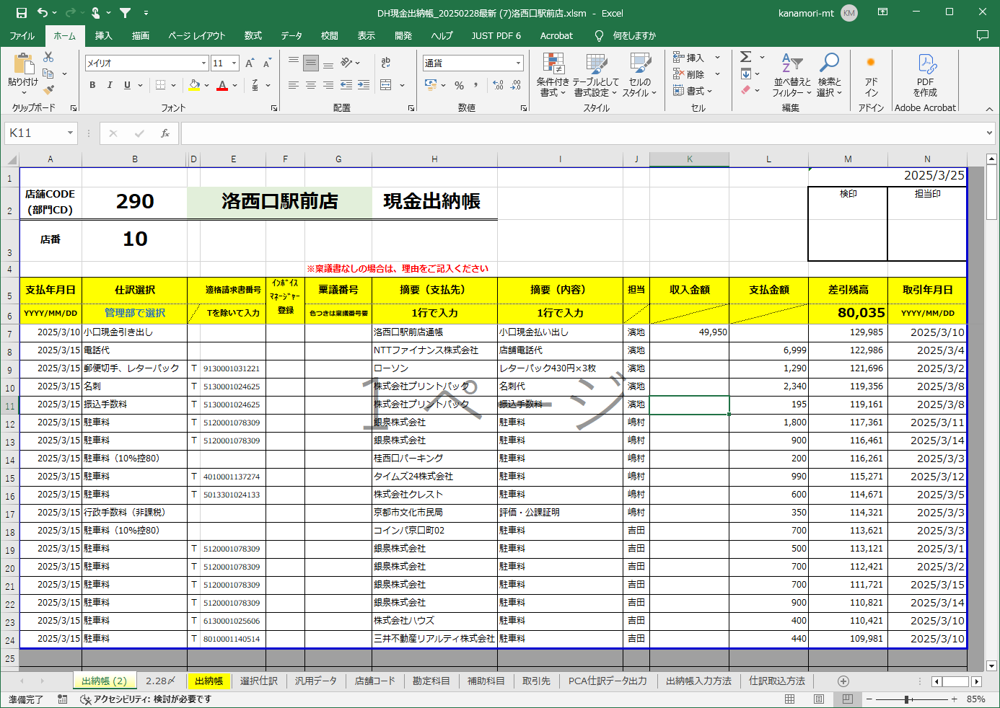 DH現金出納帳_20250228最新 (7)洛西口駅前店.xlsm - Excel
kanamori-mt KM
ファイル ホーム 挿入 描画 ページ レイアウト 数式 データ 校閲 表示 開発 ヘルプ JUST PDF 6 Acrobat 何をしますか
貼り付け
クリップボード
メイリオ 11
B I U
フォント
ab
配置
通貨
% ,
数値
条件付き書式
テーブルとして書式設定
セルのスタイル
スタイル
挿入
削除
書式
セル
並べ替えとフィルター
検索と選択
編集
アドイン
アドイン
PDFを作成
Adobe Acrobat
K11 fx
A B D E F G H I J K L M N
1 2025/3/25
2 店舗CODE (部門CD) 290 洛西口駅前店 現金出納帳 検印 担当印
3 店番 10
4 ※稟議書なしの場合は、理由をご記入ください
5 支払年月日 仕訳選択 適格請求書番号 インボイスマネージャー登録 稟議番号 摘要（支払先） 摘要（内容） 担当 収入金額 支払金額 差引残高 取引年月日
6 YYYY/MM/DD 管理部で選択 Tを除いて入力 色つきは稟議番号要 1行で入力 1行で入力 80,035 YYYY/MM/DD
7 2025/3/10 小口現金引き出し 洛西口駅前店通帳 小口現金払い出し 濱地 49,950 129,985 2025/3/10
8 2025/3/15 電話代 NTTファイナンス株式会社 店舗電話代 濱地 6,999 122,986 2025/3/4
9 2025/3/15 郵便切手、レターパック T 9130001031221 ローソン レターパック430円×3枚 濱地 1,290 121,696 2025/3/2
10 2025/3/15 名刺 T 5130001024625 株式会社プリントパック 名刺代 濱地 2,340 119,356 2025/3/8
11 2025/3/15 振込手数料 T 5130001024625 株式会社プリントパック 振込手数料 濱地 195 119,161 2025/3/8
12 2025/3/15 駐車料 T 5120001078309 銀泉株式会社 駐車料 嶋村 1,800 117,361 2025/3/11
13 2025/3/15 駐車料 T 5120001078309 銀泉株式会社 駐車料 嶋村 900 116,461 2025/3/14
14 2025/3/15 駐車料（10%控80） 桂西口パーキング 駐車料 嶋村 200 116,261 2025/3/3
15 2025/3/15 駐車料 T 4010001137274 タイムズ24株式会社 駐車料 嶋村 990 115,271 2025/3/12
16 2025/3/15 駐車料 T 5013301024133 株式会社クレスト 駐車料 嶋村 600 114,671 2025/3/5
17 2025/3/15 行政手数料（非課税） 京都市文化市民局 評価・公課証明 嶋村 350 114,321 2025/3/3
18 2025/3/15 駐車料（10%控80） コインパ京口町02 駐車料 吉田 700 113,621 2025/3/3
19 2025/3/15 駐車料 T 5120001078309 銀泉株式会社 駐車料 吉田 500 113,121 2025/3/1
20 2025/3/15 駐車料 T 5120001078309 銀泉株式会社 駐車料 吉田 700 112,421 2025/3/2
21 2025/3/15 駐車料 T 5120001078309 銀泉株式会社 駐車料 吉田 700 111,721 2025/3/15
22 2025/3/15 駐車料 T 5120001078309 銀泉株式会社 駐車料 吉田 900 110,821 2025/3/14
23 2025/3/15 駐車料 T 6130001025606 株式会社ハウズ 駐車料 吉田 400 110,421 2025/3/10
24 2025/3/15 駐車料 T 8010001140514 三井不動産リアルティ株式会社 駐車料 吉田 440 109,981 2025/3/10
25
1 ページ
出納帳 (2) 2.28〆 出納帳 選択仕訳 汎用データ 店舗コード 勘定科目 補助科目 取引先 PCA仕訳データ出力 出納帳入力方法 仕訳取込方法
準備完了 アクセシビリティ: 検討が必要です 85%